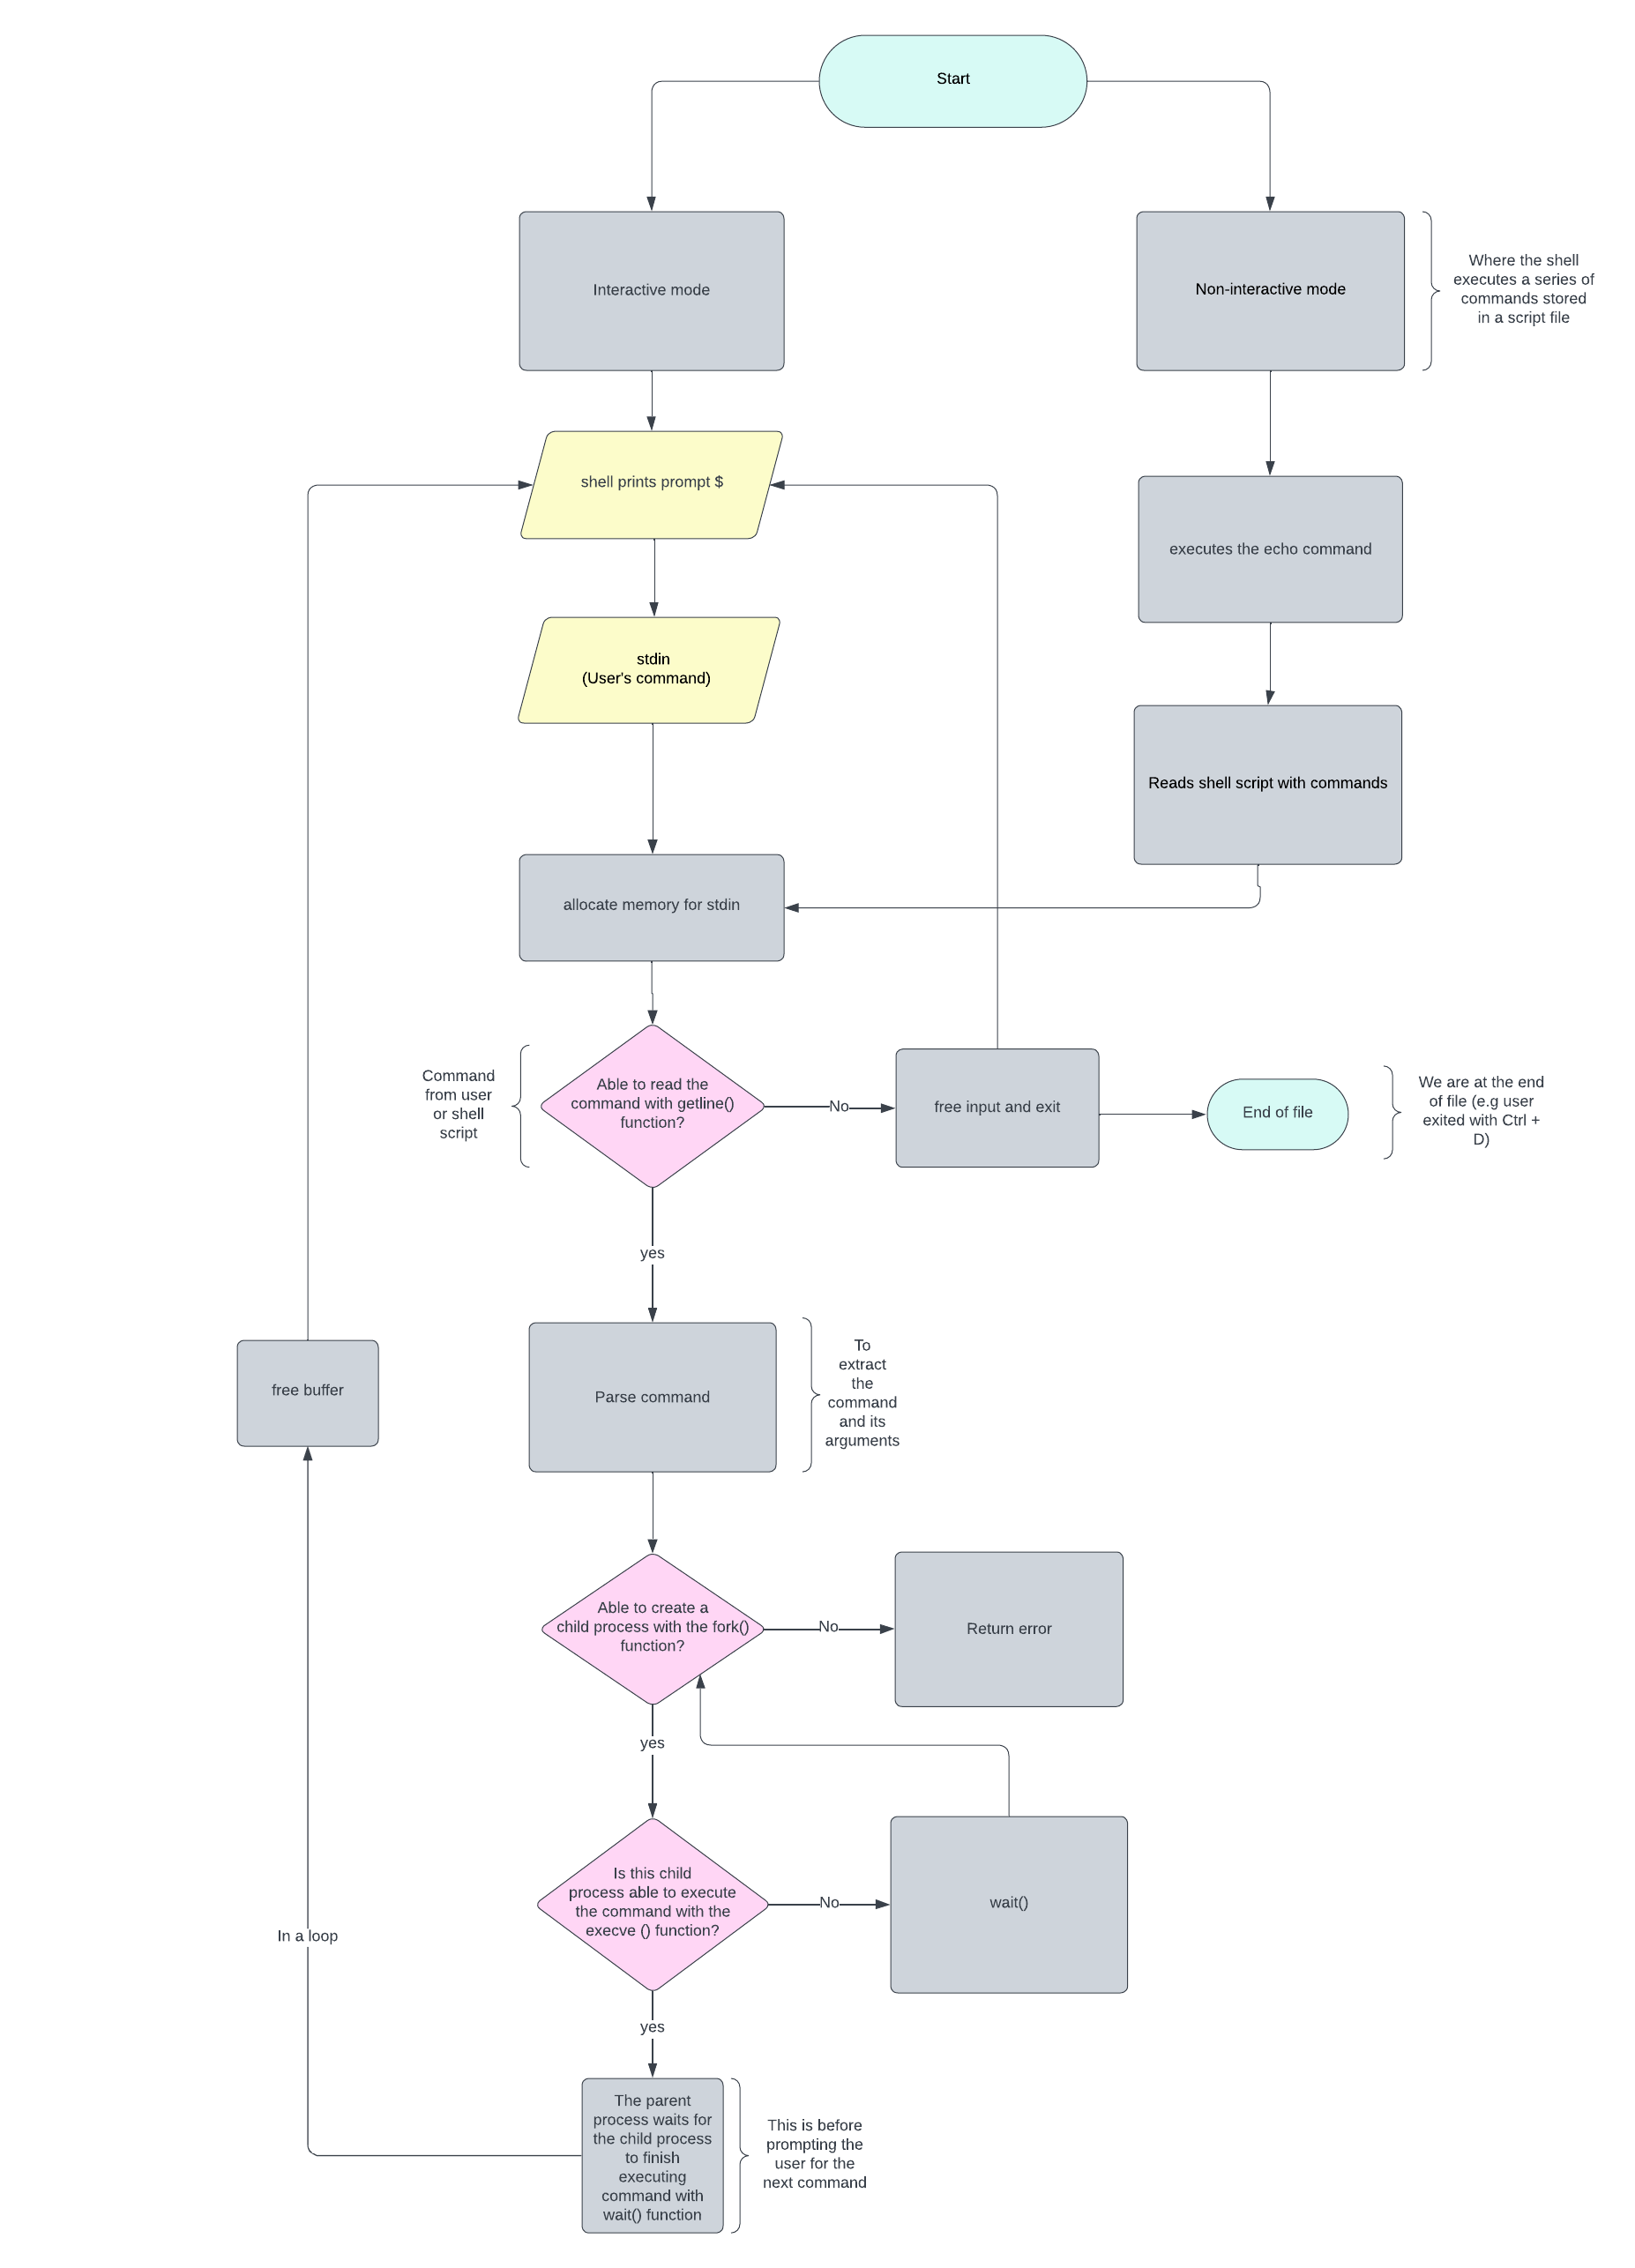 Start
Interactive mode
Non-interactive mode
Where the shell
executes a series of
commands stored
in a script file
shell prints prompt $
executes the echo command
stdin
(User's command)
Reads shell script with commands
allocate memory for stdin
Command
from user
or shell
script
Able to read the
command with getline()
function?
No
free input and exit
End of file
We are at the end
of file (e.g user
exited with Ctrl +
D)
yes
free buffer
Parse command
To
extract
the
command
and its
arguments
Able to create a
child process with the fork()
function?
No
Return error
yes
Is this child
process able to execute
the command with the
execve () function?
No
wait()
In a loop
yes
The parent
process waits for
the child process
to finish
executing
command with
wait() function
This is before
prompting the
user for the
next command